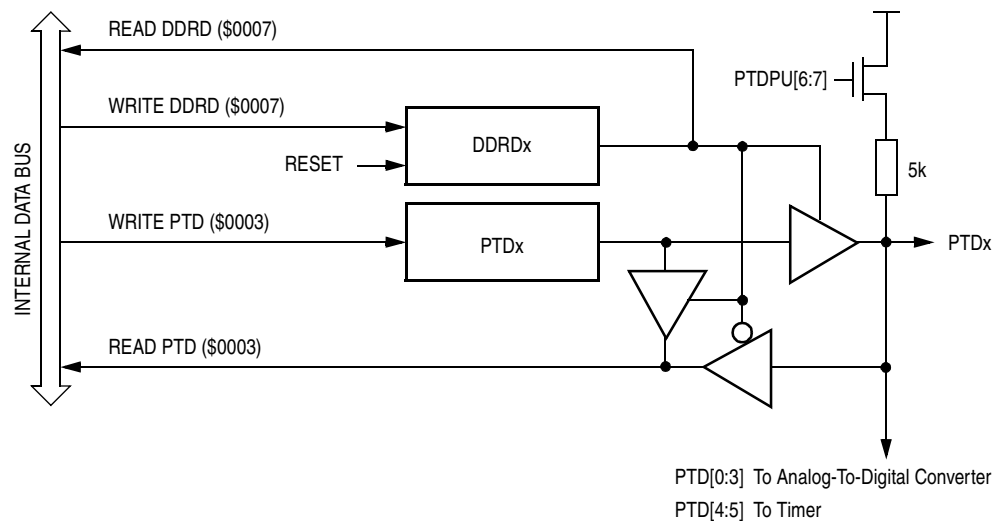 READ DDRD ($0007)
PTDPU[6:7]
WRITE DDRD ($0007)
DDRDx
RESET
5k
INTERNAL DATA BUS
WRITE PTD ($0003)
PTDx
PTDx
READ PTD ($0003)
PTD[0:3] To Analog-To-Digital Converter
PTD[4:5] To Timer